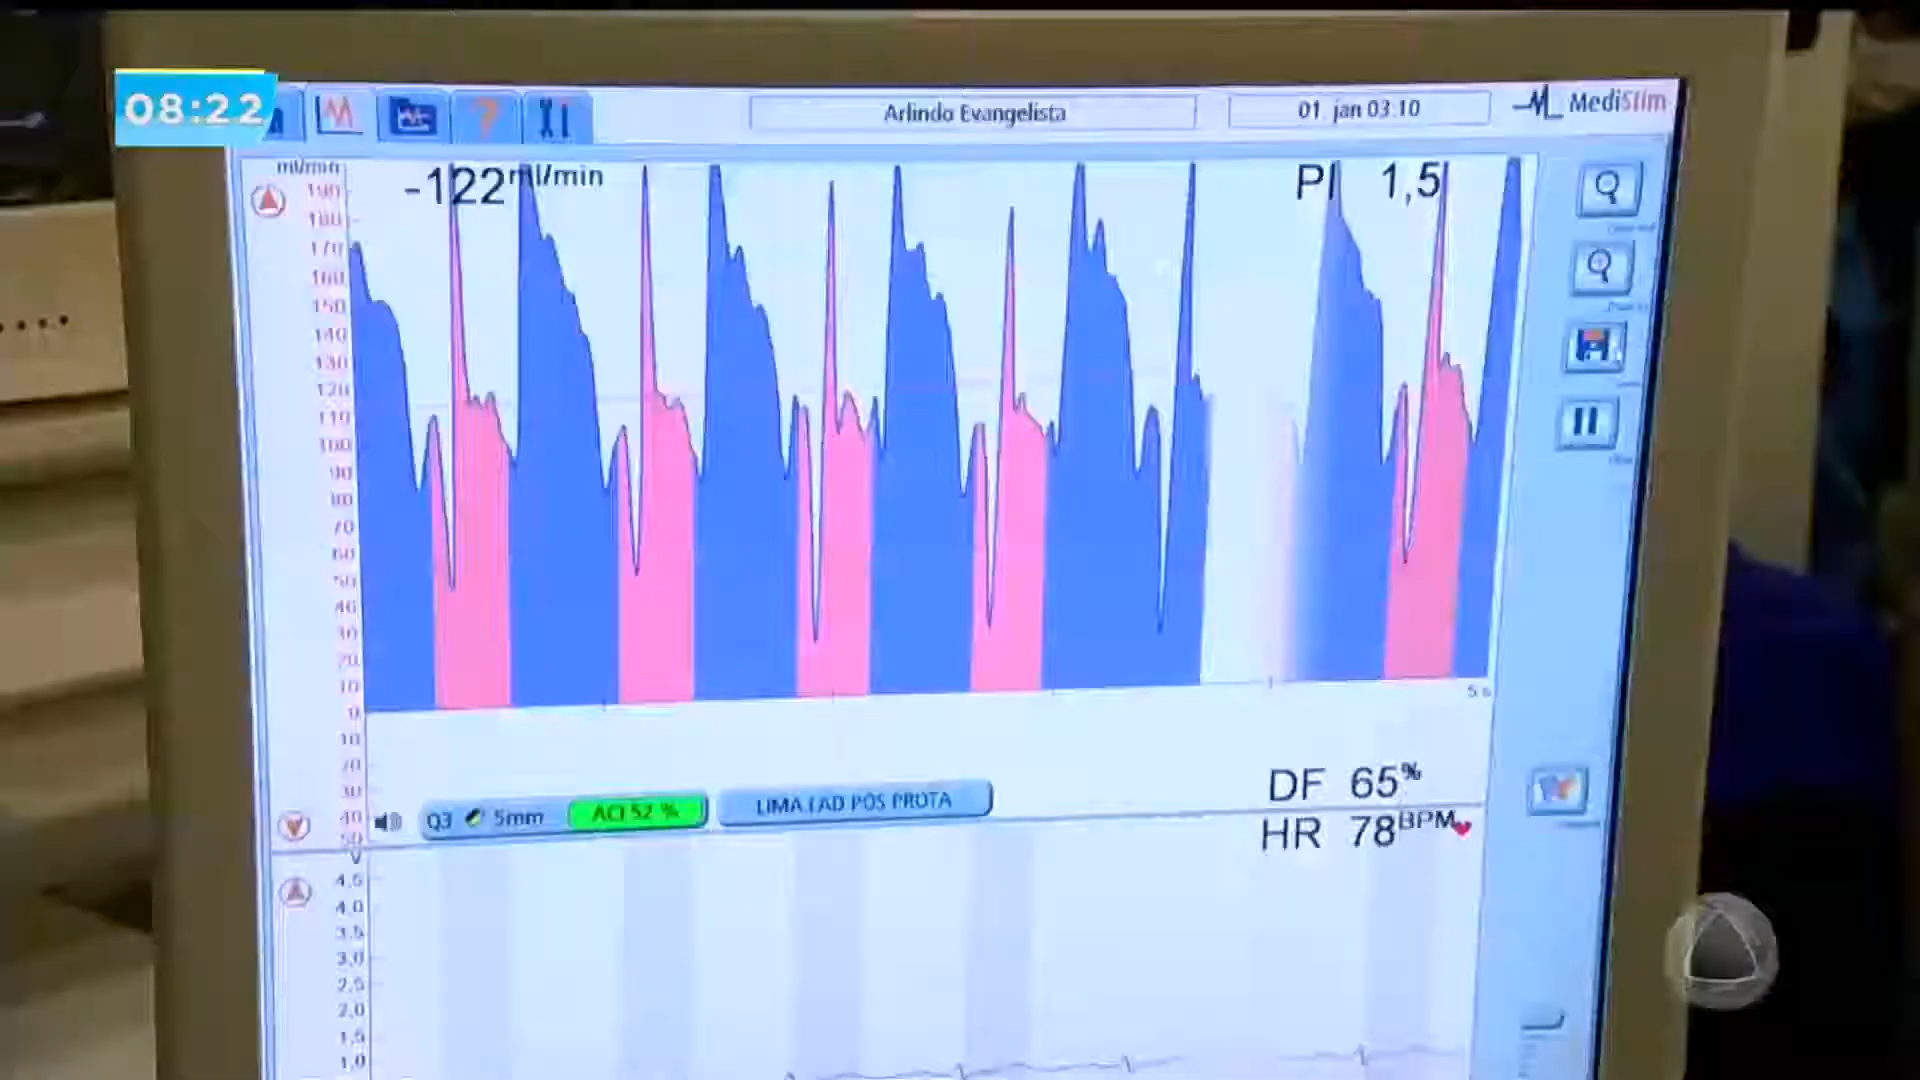 08:22
Arlindo Evangelista
01 jan 03:10
MediStim
ml/min
-122 ml/min
PI 1,5
190
180
170
160
150
140
130
120
110
100
90
80
70
60
50
40
30
20
10
0
10
20
30
40
50
5 s
DF 65%
Q3 5mm
ACI 52 %
LIMA LAD POS PROTA
HR 78 BPM
V
4,5
4,0
3,5
3,0
2,5
2,0
1,5
1,0